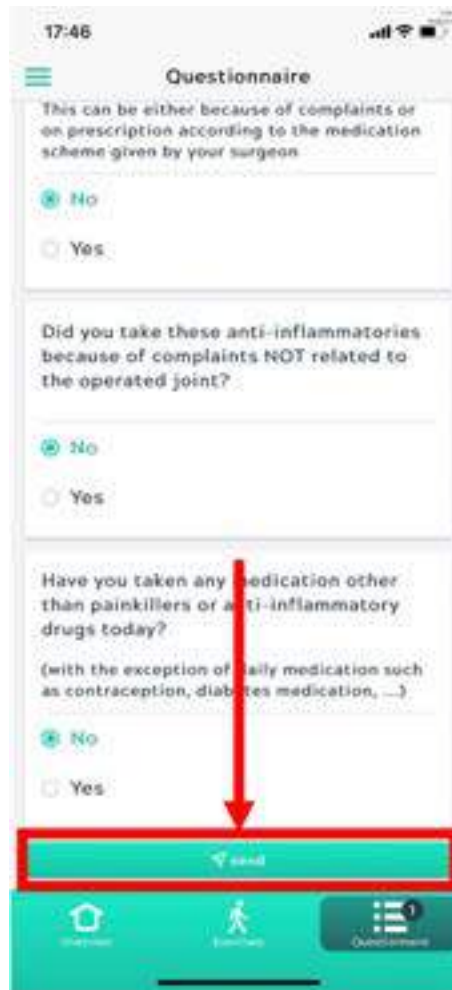 17:46
Questionnaire
This can be either because of complaints or
on prescription according to the medication
scheme given by your surgeon
No
Yes
Did you take these anti-inflammatories
because of complaints NOT related to
the operated joint?
No
Yes
Have you taken any medication other
than painkillers or anti-inflammatory
drugs today?
(with the exception of daily medication such
as contraception, diabetes medication, ...)
No
Yes
send
1
Overview Exercises Questionnaire